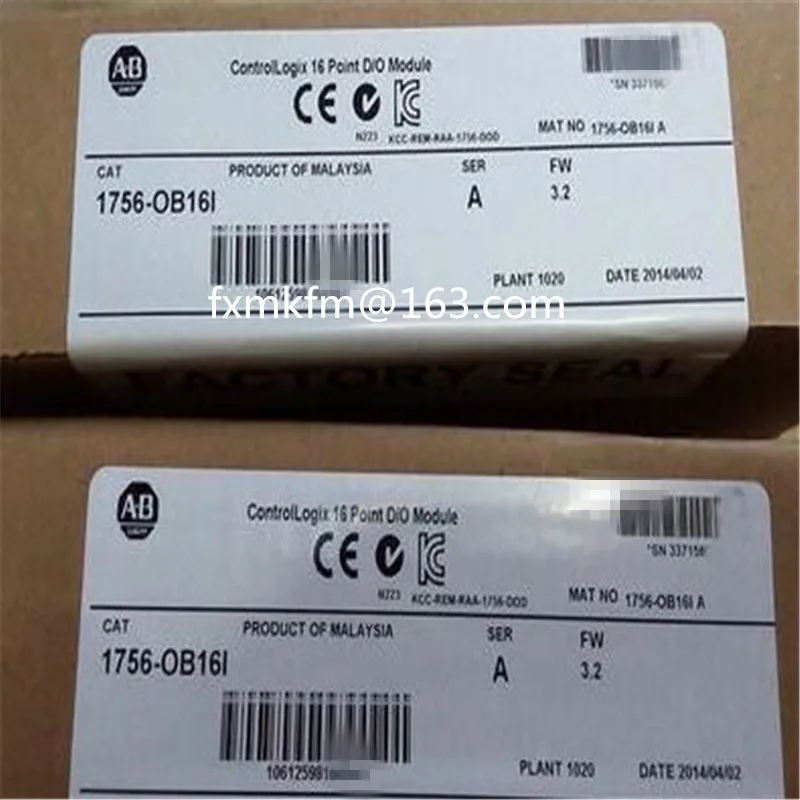 AB
ControlLogix 16 Point D/O Module
CE
N223 KCC-REM-RAA-1756-DOD
MAT NO 1756-OB16I A
CAT PRODUCT OF MALAYSIA SER FW
1756-OB16I A 3.2
PLANT 1020 DATE 2014/04/02
fxmkfm@163.com
FACTORY SEAL
AB
ControlLogix 16 Point D/O Module
"SN 337158"
CE
N223 KCC-REM-RAA-1756-DOD
MAT NO 1756-OB16I A
CAT PRODUCT OF MALAYSIA SER FW
1756-OB16I A 3.2
PLANT 1020 DATE 2014/04/02